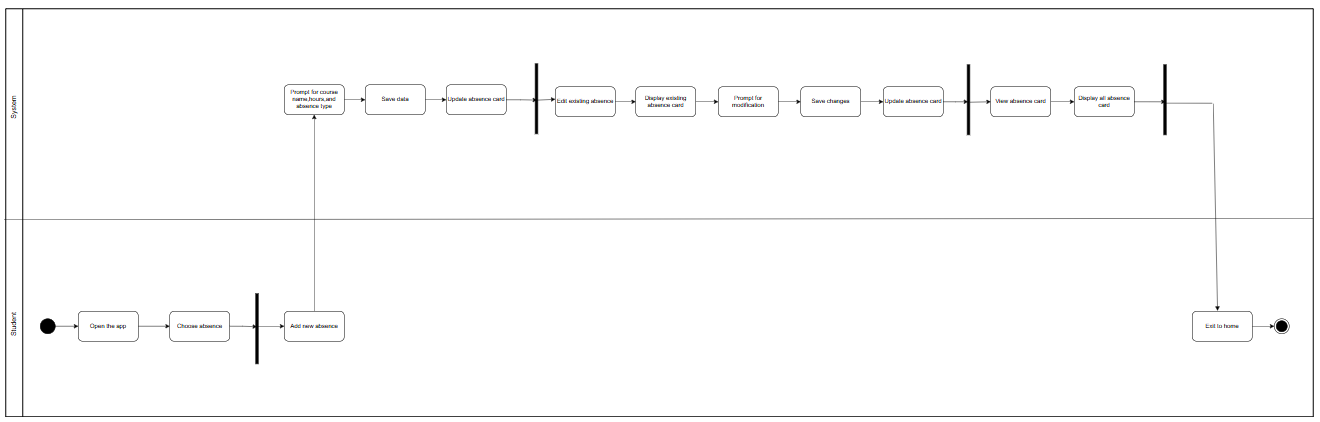 System
Prompt for course
name,hours,and
absence type
Save data
Update absence card
Edit existing absence
Display existing
absence card
Prompt for
modification
Save changes
Update absence card
View absence card
Display all absence
card
Student
Open the app
Choose absence
Add new absence
Exit to home